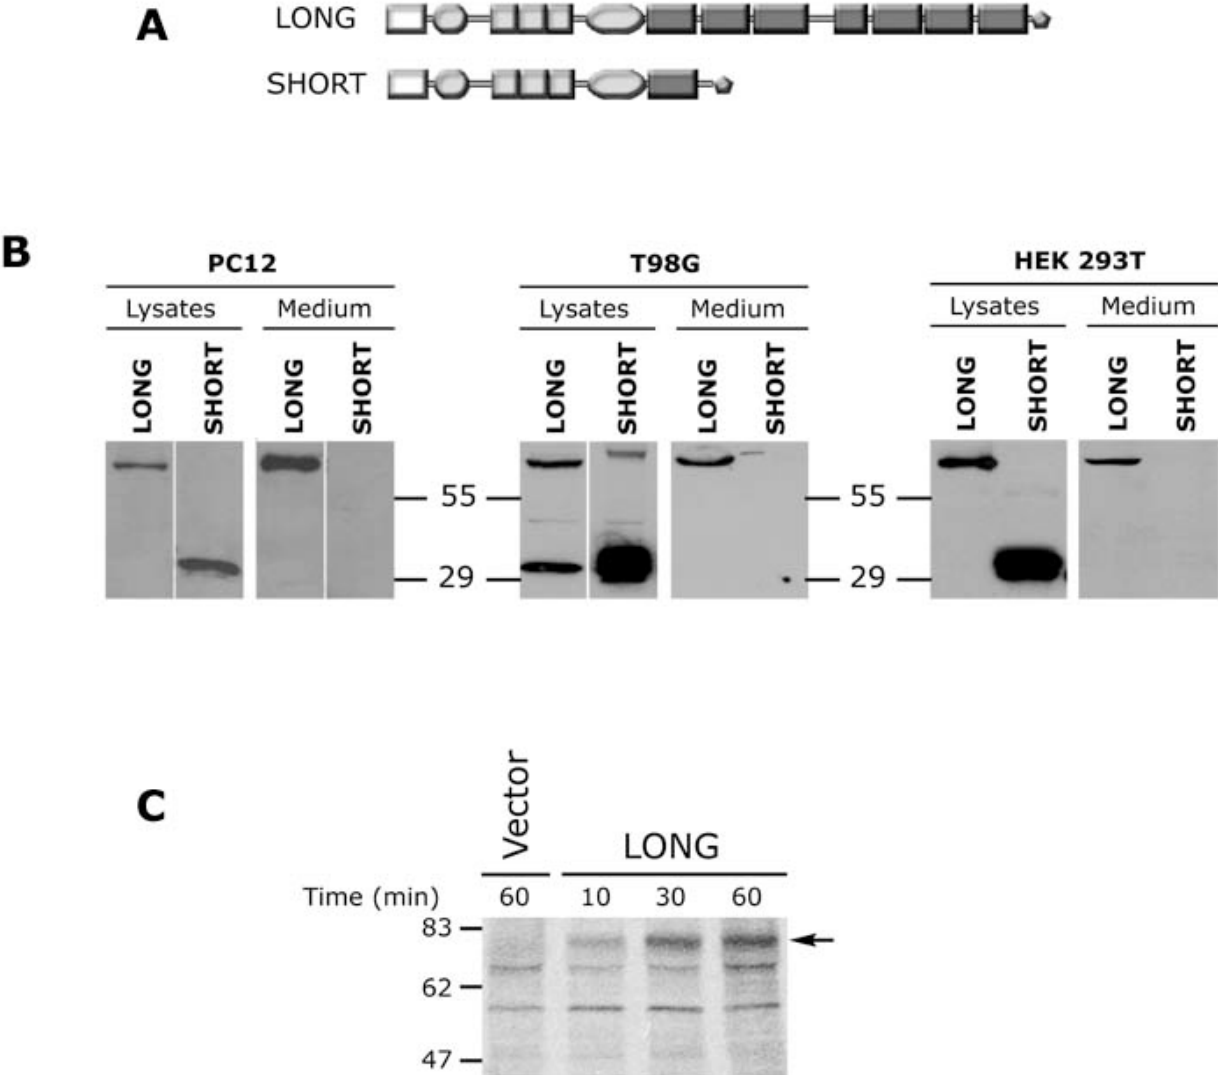 A
LONG
SHORT
B
PC12
T98G
HEK 293T
Lysates
Medium
Lysates
Medium
Lysates
Medium
LONG
SHORT
LONG
SHORT
LONG
SHORT
LONG
SHORT
LONG
SHORT
LONG
SHORT
55
55
29
29
C
Vector
LONG
Time (min)
60
10
30
60
83
62
47